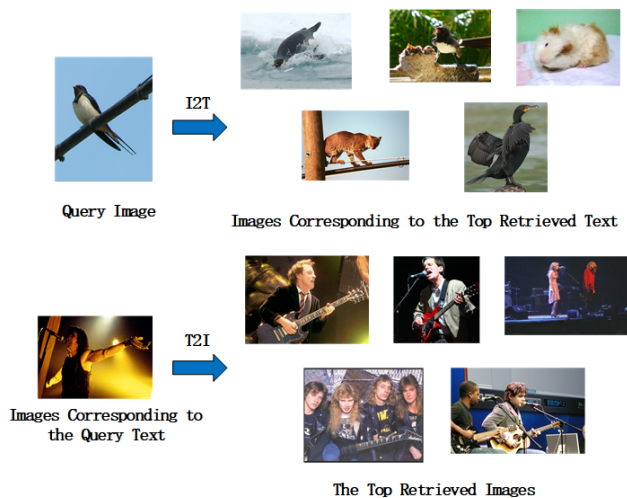 I2T
Query Image
Images Corresponding to the Top Retrieved Text
T2I
Images Corresponding to
the Query Text
The Top Retrieved Images